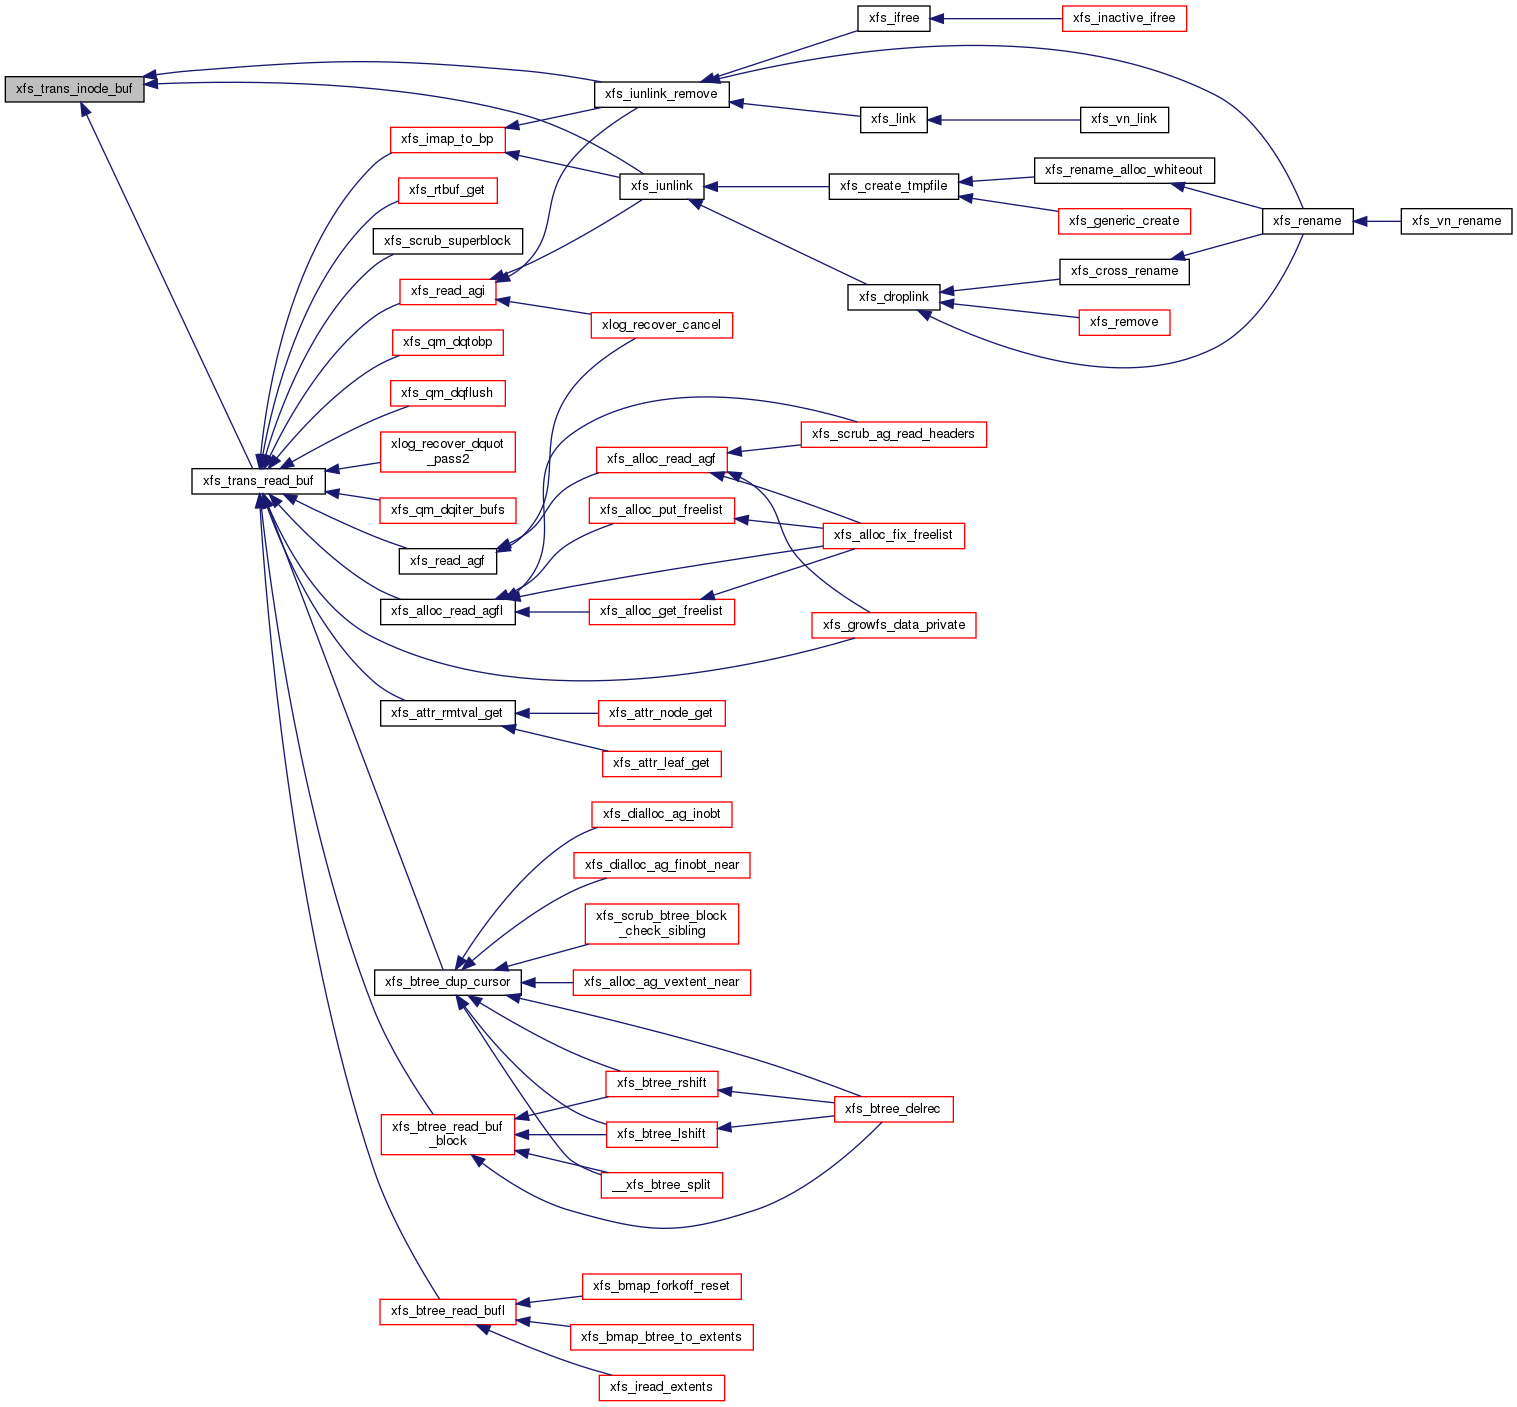 xfs_ifree
xfs_inactive_ifree
xfs_trans_inode_buf
xfs_iunlink_remove
xfs_link
xfs_vn_link
xfs_imap_to_bp
xfs_rename_alloc_whiteout
xfs_rtbuf_get
xfs_iunlink
xfs_create_tmpfile
xfs_generic_create
xfs_rename
xfs_vn_rename
xfs_scrub_superblock
xfs_cross_rename
xfs_read_agi
xfs_droplink
xfs_remove
xlog_recover_cancel
xfs_qm_dqtobp
xfs_qm_dqflush
xfs_scrub_ag_read_headers
xlog_recover_dquot
_pass2
xfs_alloc_read_agf
xfs_trans_read_buf
xfs_qm_dqiter_bufs
xfs_alloc_put_freelist
xfs_alloc_fix_freelist
xfs_read_agf
xfs_alloc_read_agfl
xfs_alloc_get_freelist
xfs_growfs_data_private
xfs_attr_rmtval_get
xfs_attr_node_get
xfs_attr_leaf_get
xfs_dialloc_ag_inobt
xfs_dialloc_ag_finobt_near
xfs_scrub_btree_block
_check_sibling
xfs_btree_dup_cursor
xfs_alloc_ag_vextent_near
xfs_btree_rshift
xfs_btree_delrec
xfs_btree_read_buf
_block
xfs_btree_lshift
__xfs_btree_split
xfs_bmap_forkoff_reset
xfs_btree_read_bufl
xfs_bmap_btree_to_extents
xfs_iread_extents